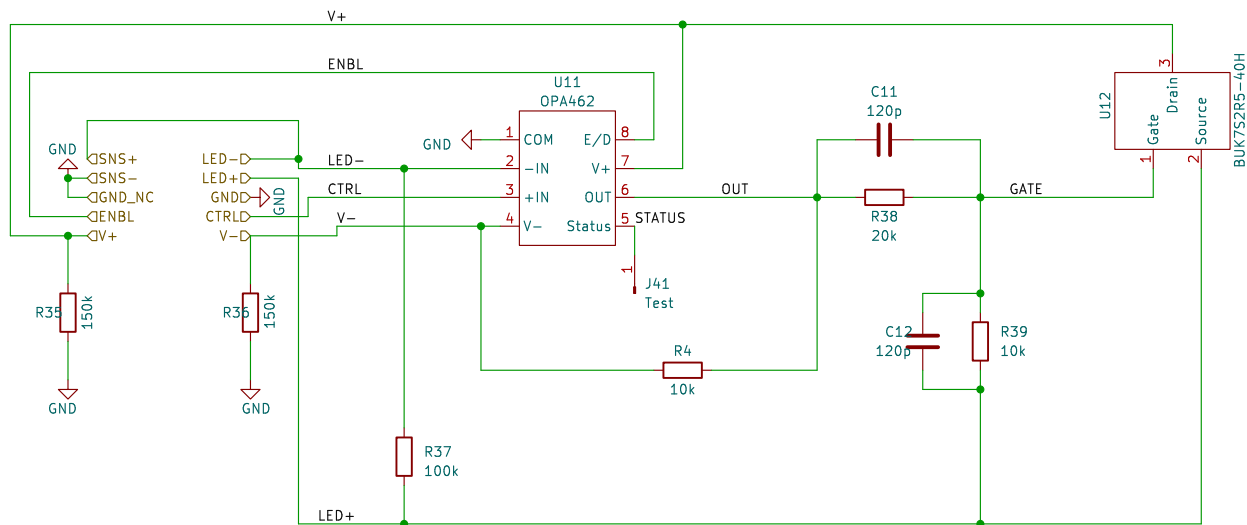 V+
ENBL
U11
OPA462
GND
1
COM
E/D
8
2
-IN
V+
7
3
+IN
OUT
6
4
V-
Status
5
LED-
CTRL
V-
OUT
STATUS
GATE
GND
SNS+
SNS-
GND_NC
ENBL
V+
LED-
LED+
GND
CTRL
V-
GND
C11
120p
R38
20k
U12
3
Drain
Gate
Source
1
2
BUK7S2R5-40H
1
J41
Test
R35
150k
GND
R36
150k
GND
R4
10k
C12
120p
R39
10k
R37
100k
LED+